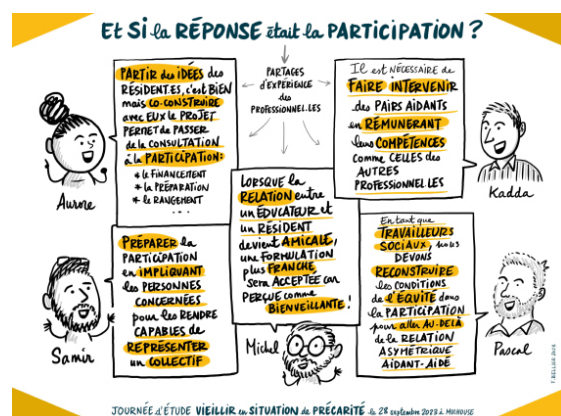 Et Si la RÉPONSE était la PARTICIPATION ?
PARTIR des IDÉES des
RÉSIDENT.ES, c'est BIEN
mais CO-CONSTRUIRE
avec EUX le PROJET
PERMET de PASSER
de la CONSULTATION
à la PARTICIPATION :
* le FINANCEMENT
* la PRÉPARATION
* le RANGEMENT
...
Aurore
PARTAGES
d'EXPÉRIENCE
des
PROFESSIONNEL.LES
Il est NÉCESSAIRE de
FAIRE INTERVENIR
des PAIRS AIDANTS
en RÉMUNÉRANT
leurs COMPÉTENCES
comme CELLES des
AUTRES
PROFESSIONNEL.LES
Kadda
LORSQUE la
RELATION entre
un ÉDUCATEUR et
un RÉSIDENT
devient AMICALE,
une FORMULATION
plus FRANCHE
sera ACCEPTÉE car
PERÇUE comme
BIENVEILLANTE !
Michel
PRÉPARER la
PARTICIPATION
en IMPLIQUANT
les PERSONNES
CONCERNÉES
pour les RENDRE
CAPABLES de
REPRÉSENTER
un COLLECTIF
Samir
En tant que
TRAVAILLEURS
SOCIAUX, nous
DEVONS
RECONSTRUIRE
les CONDITIONS
de l'ÉQUITÉ dans
la PARTICIPATION
pour aller AU-DELÀ
de la RELATION
ASYMÉTRIQUE
AIDANT-AIDÉ
Pascal
JOURNÉE d'ÉTUDE VIEILLIR en SITUATION de PRÉCARITÉ le 28 septembre 2023 à MULHOUSE